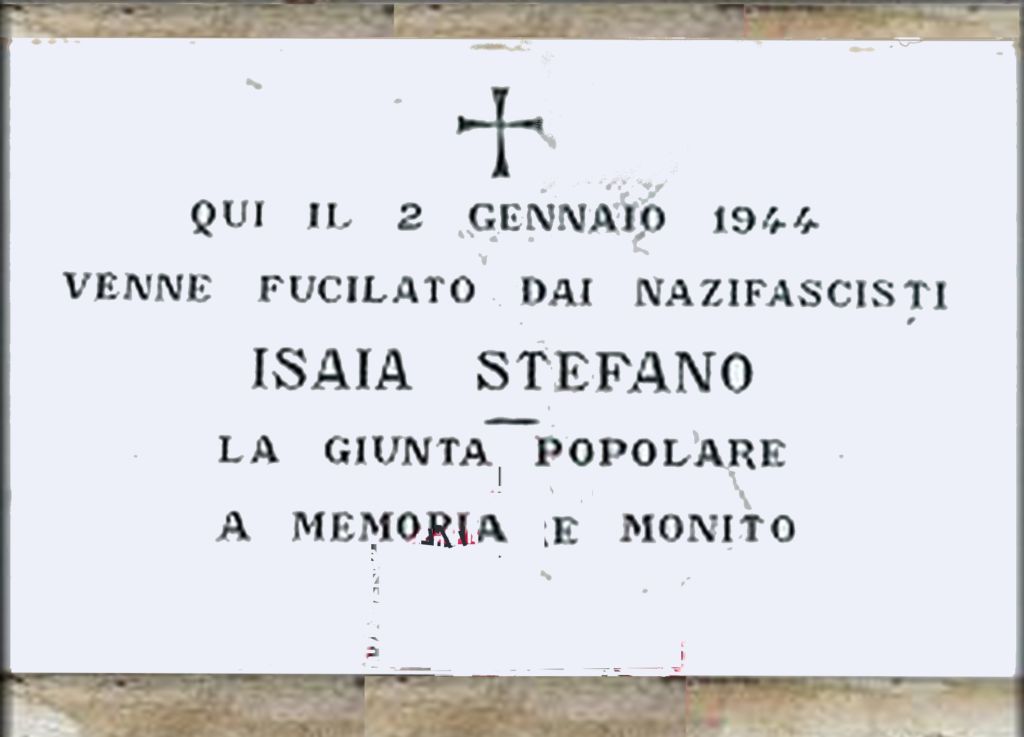 QUI IL 2 GENNAIO 1944
VENNE FUCILATO DAI NAZIFASCISTI
ISAIA STEFANO
LA GIUNTA POPOLARE
A MEMORIA E MONITO